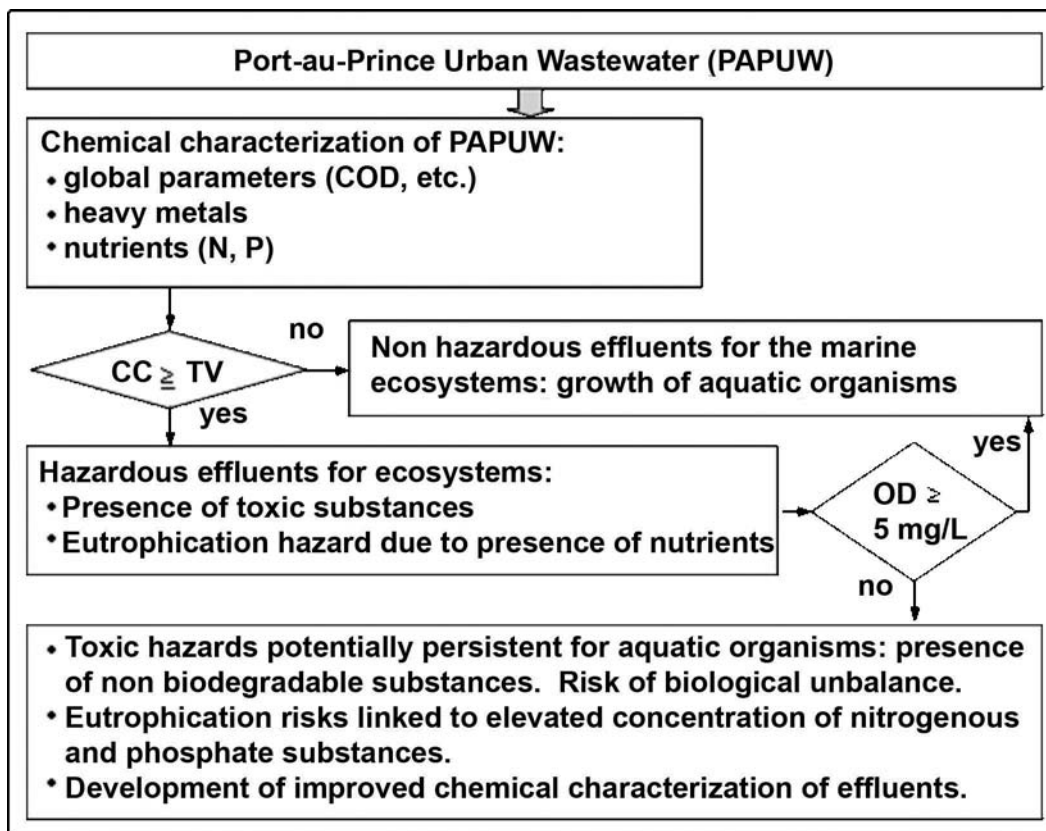 Port-au-Prince Urban Wastewater (PAPUW)
Chemical characterization of PAPUW:
• global parameters (COD, etc.)
• heavy metals
• nutrients (N, P)
CC ≧ TV
no
Non hazardous effluents for the marine
ecosystems: growth of aquatic organisms
yes
Hazardous effluents for ecosystems:
• Presence of toxic substances
• Eutrophication hazard due to presence of nutrients
OD ≥
5 mg/L
yes
no
• Toxic hazards potentially persistent for aquatic organisms: presence
of non biodegradable substances. Risk of biological unbalance.
• Eutrophication risks linked to elevated concentration of nitrogenous
and phosphate substances.
• Development of improved chemical characterization of effluents.